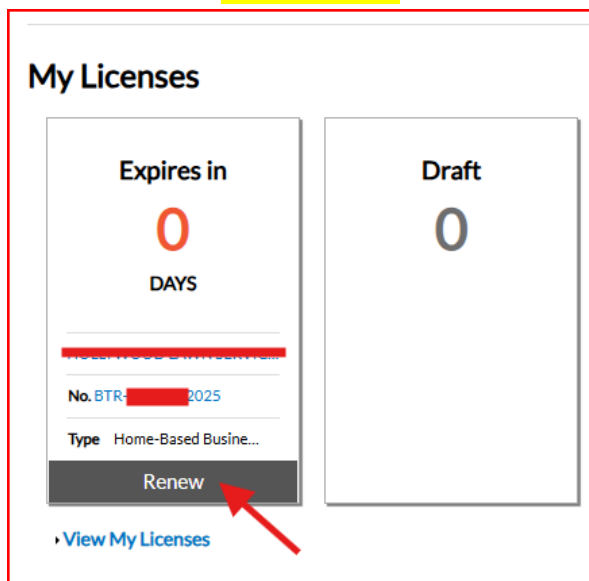 My Licenses
Expires in
0
DAYS
No. BTR- 2025
Type Home-Based Busine...
Renew
Draft
0
View My Licenses